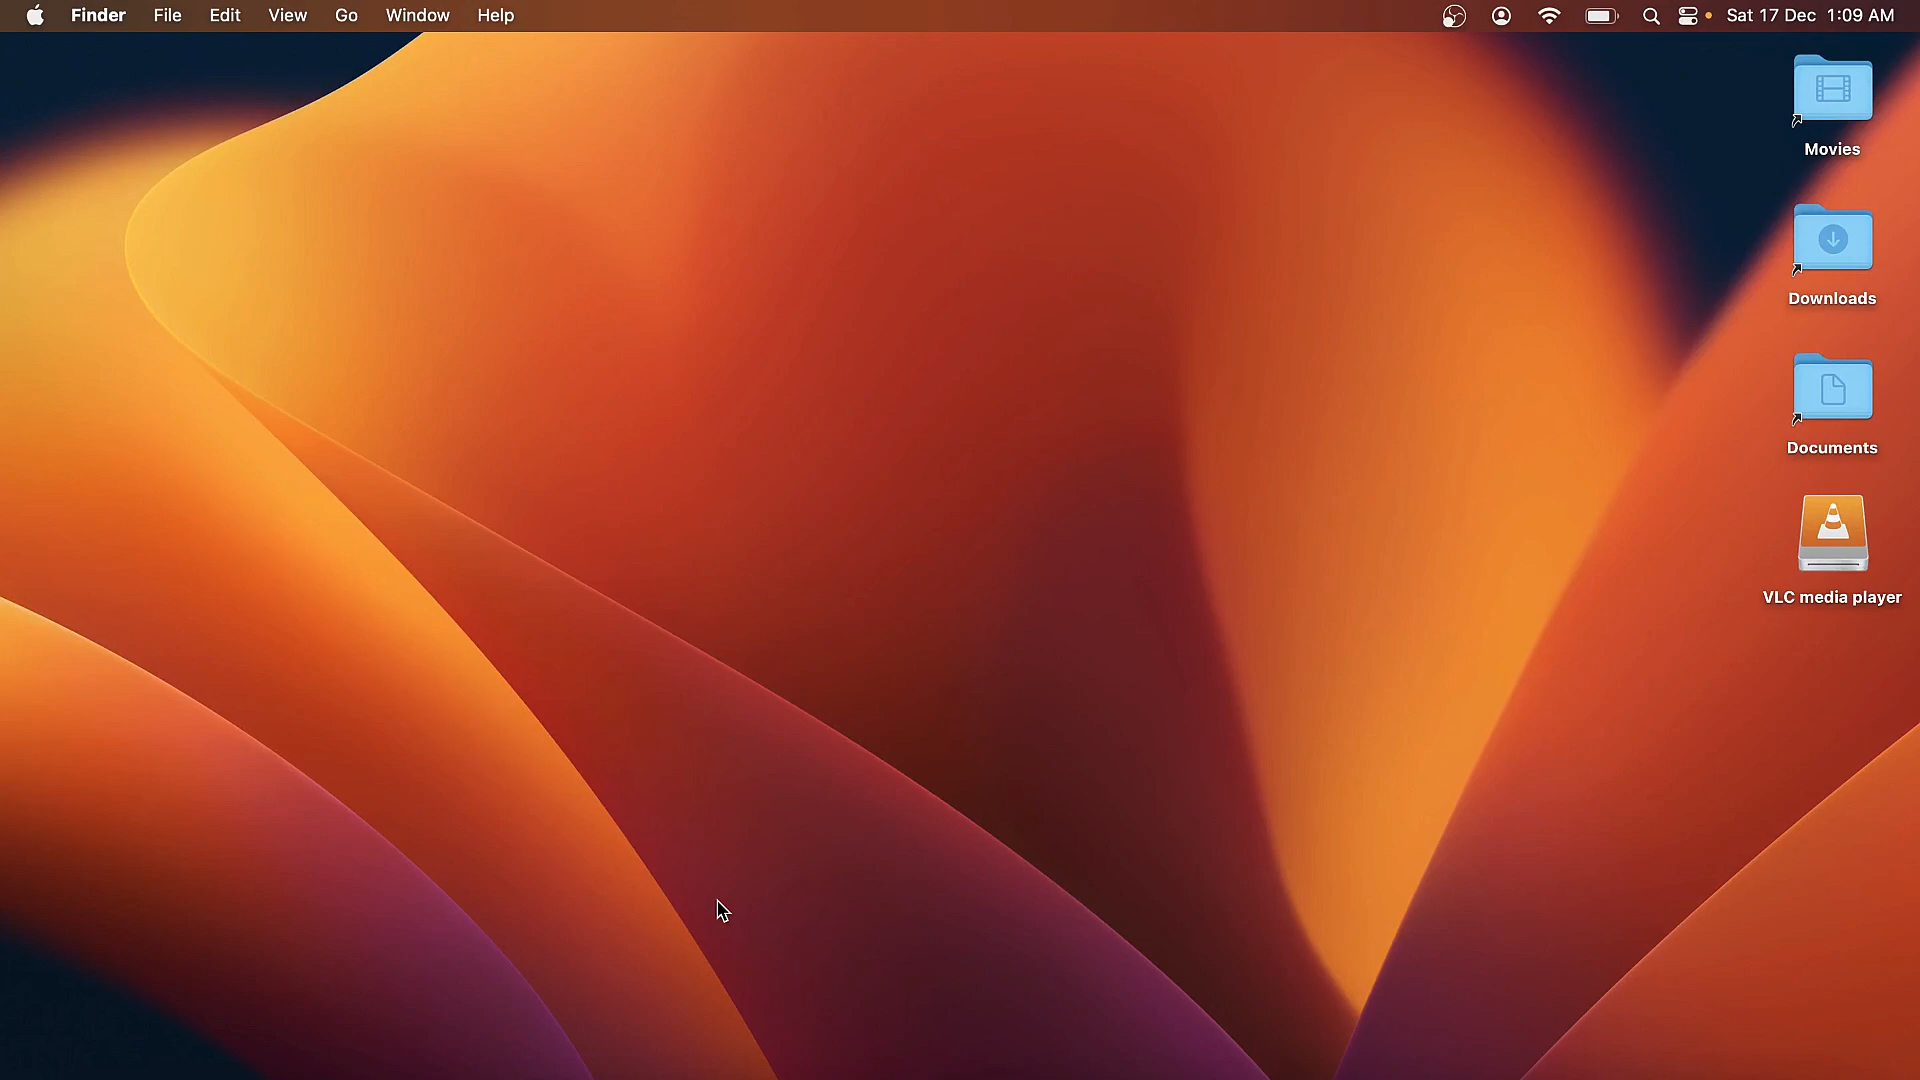 Finder File Edit View Go Window Help Sat 17 Dec 1:09 AM
Movies
Downloads
Documents
VLC media player